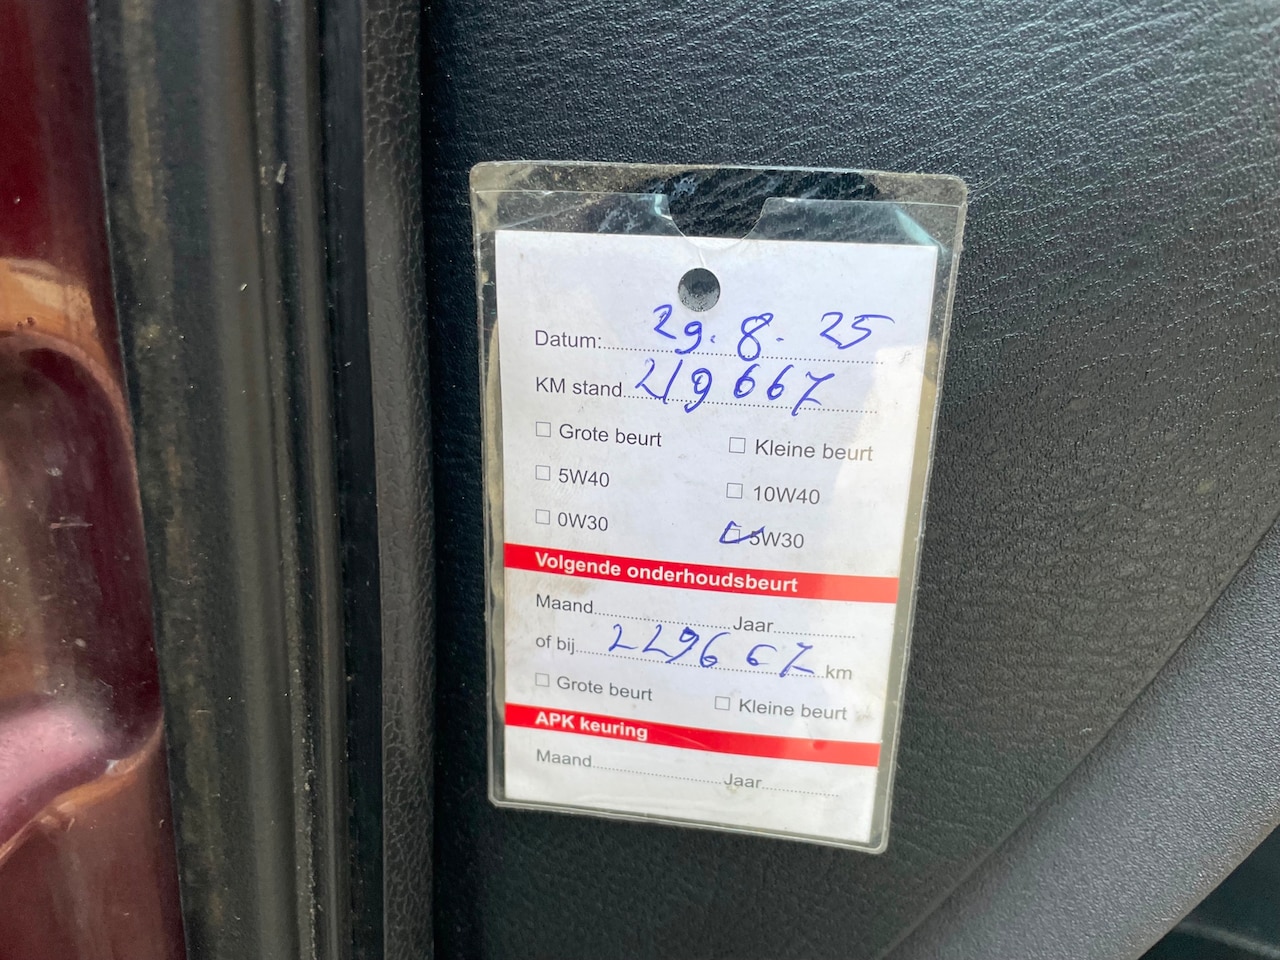 Datum: 29.8.25
KM stand 219667
Grote beurt Kleine beurt
5W40 10W40
0W30 5W30
Volgende onderhoudsbeurt
Maand Jaar
of bij 229667 km
Grote beurt Kleine beurt
APK keuring
Maand Jaar